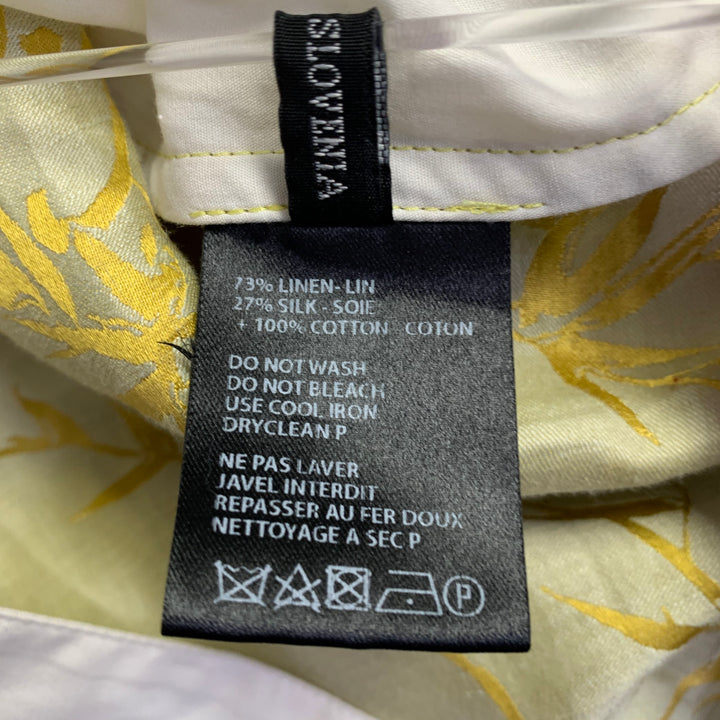 SLOWENIA
73% LINEN- LIN
27% SILK - SOIE
+ 100% COTTON COTON
DO NOT WASH
DO NOT BLEACH
USE COOL IRON
DRYCLEAN P
NE PAS LAVER
JAVEL INTERDIT
REPASSER AU FER DOUX
NETTOYAGE A SEC P
P